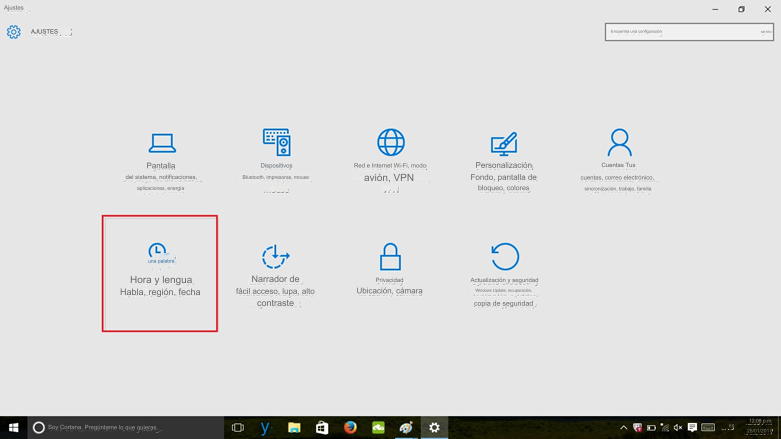 Ajustes
AJUSTES
Encuentra una configuración
Pantalla
del sistema, notificaciones,
aplicaciones, energía
Dispositivos
Bluetooth, impresoras, mouse
Red e Internet Wi-Fi, modo
avión, VPN
Personalización,
Fondo, pantalla de
bloqueo, colores
Cuentas Tus
cuentas, correo electrónico,
sincronización, trabajo, familia
una palabra
Hora y lengua
Habla, región, fecha
Narrador de
fácil acceso, lupa, alto
contraste
Privacidad
Ubicación, cámara
Actualización y seguridad
Windows Update, recuperación,
copia de seguridad
Soy Cortana. Pregúnteme lo que quieras.